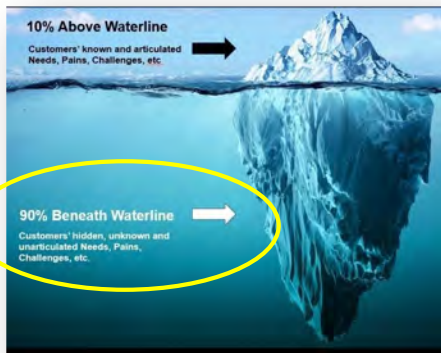 10% Above Waterline
Customers' known and articulated
Needs, Pains, Challenges, etc
90% Beneath Waterline
Customers' hidden, unknown and
unarticulated Needs, Pains,
Challenges, etc.